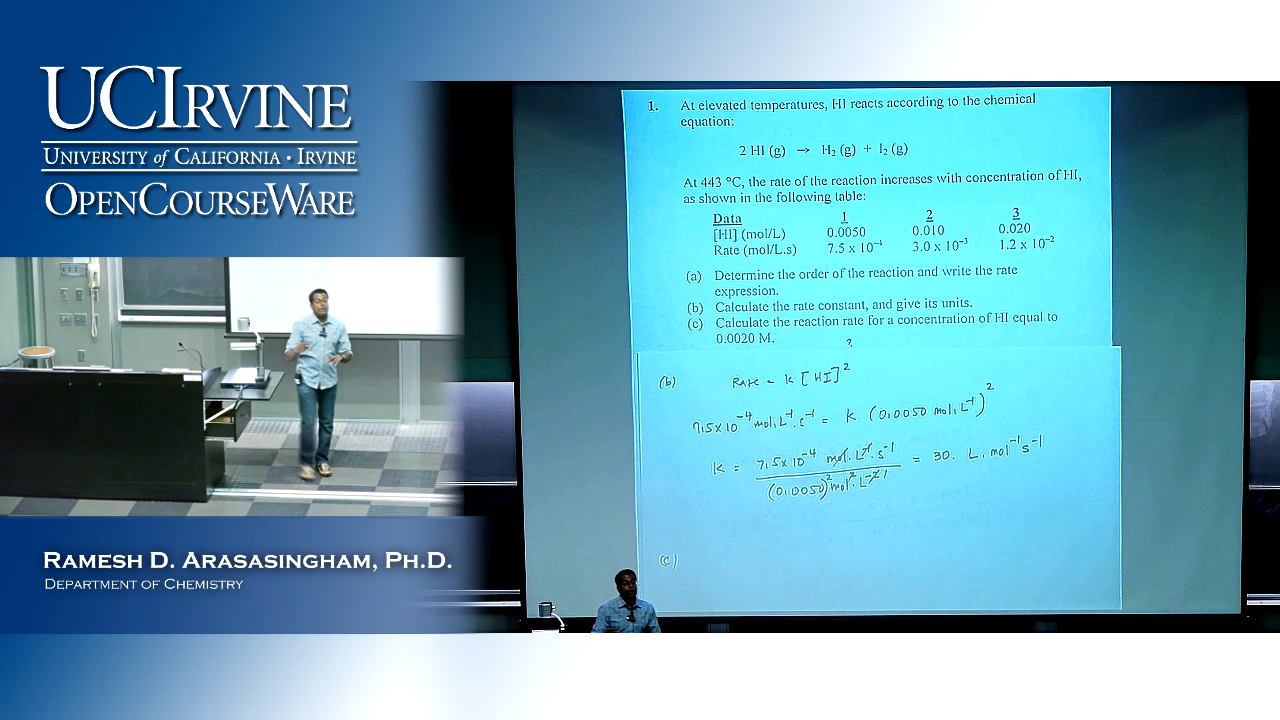 UCIRVINE
UNIVERSITY of CALIFORNIA · IRVINE
OPENCOURSEWARE
RAMESH D. ARASASINGHAM, PH.D.
DEPARTMENT OF CHEMISTRY
1. At elevated temperatures, HI reacts according to the chemical
equation:
2 HI (g) → H₂ (g) + I₂ (g)
At 443 °C, the rate of the reaction increases with concentration of HI,
as shown in the following table:
Data 1 2 3
[HI] (mol/L) 0.0050 0.010 0.020
Rate (mol/L.s) 7.5 x 10⁻⁴ 3.0 x 10⁻³ 1.2 x 10⁻²
(a) Determine the order of the reaction and write the rate
expression.
(b) Calculate the rate constant, and give its units.
(c) Calculate the reaction rate for a concentration of HI equal to
0.0020 M.
(b) Rate = k [HI]²
7.5x10⁻⁴ mol.L⁻¹.s⁻¹ = k (0.0050 mol.L⁻¹)²
k = 7.5x10⁻⁴ mol.L⁻¹.s⁻¹ = 30. L.mol⁻¹s⁻¹
(0.0050)² mol².L⁻²
(c)